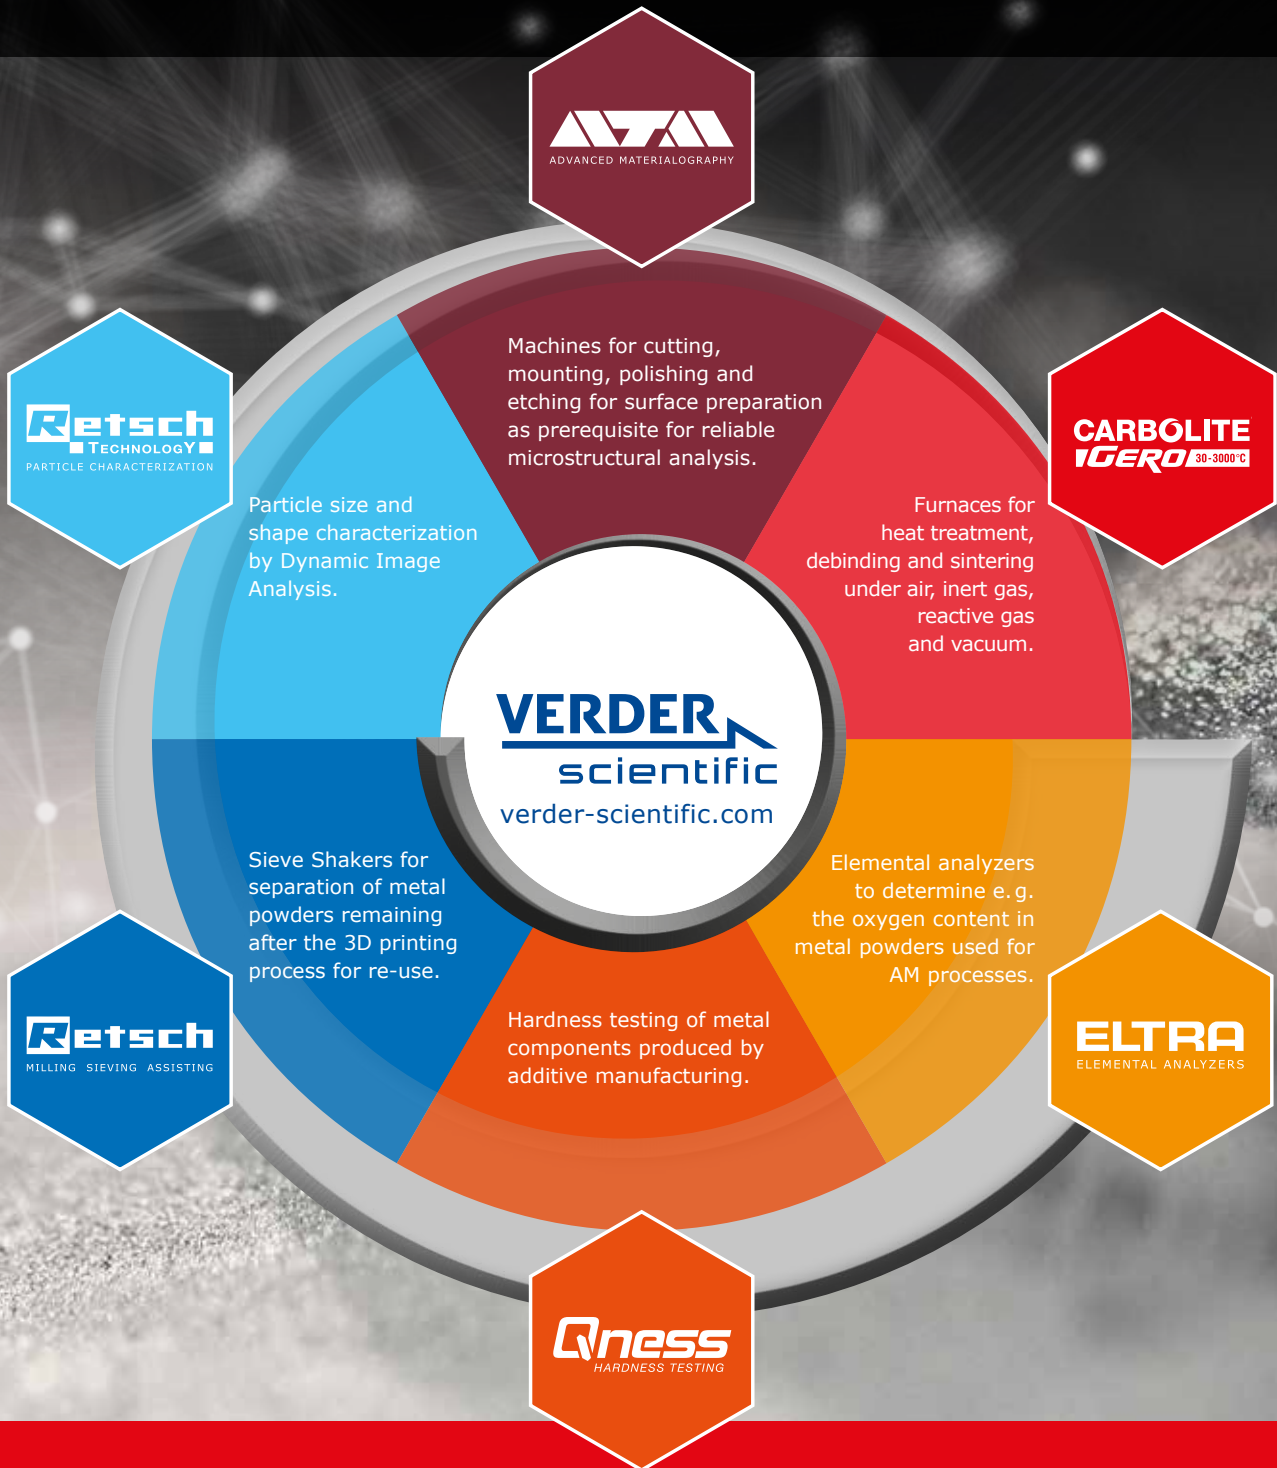 ATM
ADVANCED MATERIALOGRAPHY
Machines for cutting,
mounting, polishing and
etching for surface preparation
as prerequisite for reliable
microstructural analysis.
Retsch
TECHNOLOGY
PARTICLE CHARACTERIZATION
Particle size and
shape characterization
by Dynamic Image
Analysis.
CARBOLITE
GERO 30-3000°C
Furnaces for
heat treatment,
debinding and sintering
under air, inert gas,
reactive gas
and vacuum.
VERDER
scientific
verder-scientific.com
Sieve Shakers for
separation of metal
powders remaining
after the 3D printing
process for re-use.
Retsch
MILLING SIEVING ASSISTING
Elemental analyzers
to determine e. g.
the oxygen content in
metal powders used for
AM processes.
ELTRA
ELEMENTAL ANALYZERS
Hardness testing of metal
components produced by
additive manufacturing.
Qness
HARDNESS TESTING